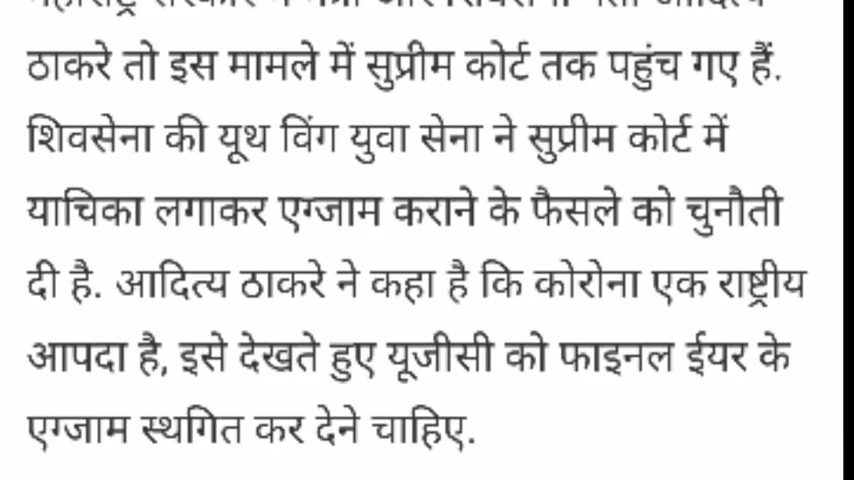 ठाकरे तो इस मामले में सुप्रीम कोर्ट तक पहुंच गए हैं.
शिवसेना की यूथ विंग युवा सेना ने सुप्रीम कोर्ट में
याचिका लगाकर एग्जाम कराने के फैसले को चुनौती
दी है. आदित्य ठाकरे ने कहा है कि कोरोना एक राष्ट्रीय
आपदा है, इसे देखते हुए यूजीसी को फाइनल ईयर के
एग्जाम स्थगित कर देने चाहिए.